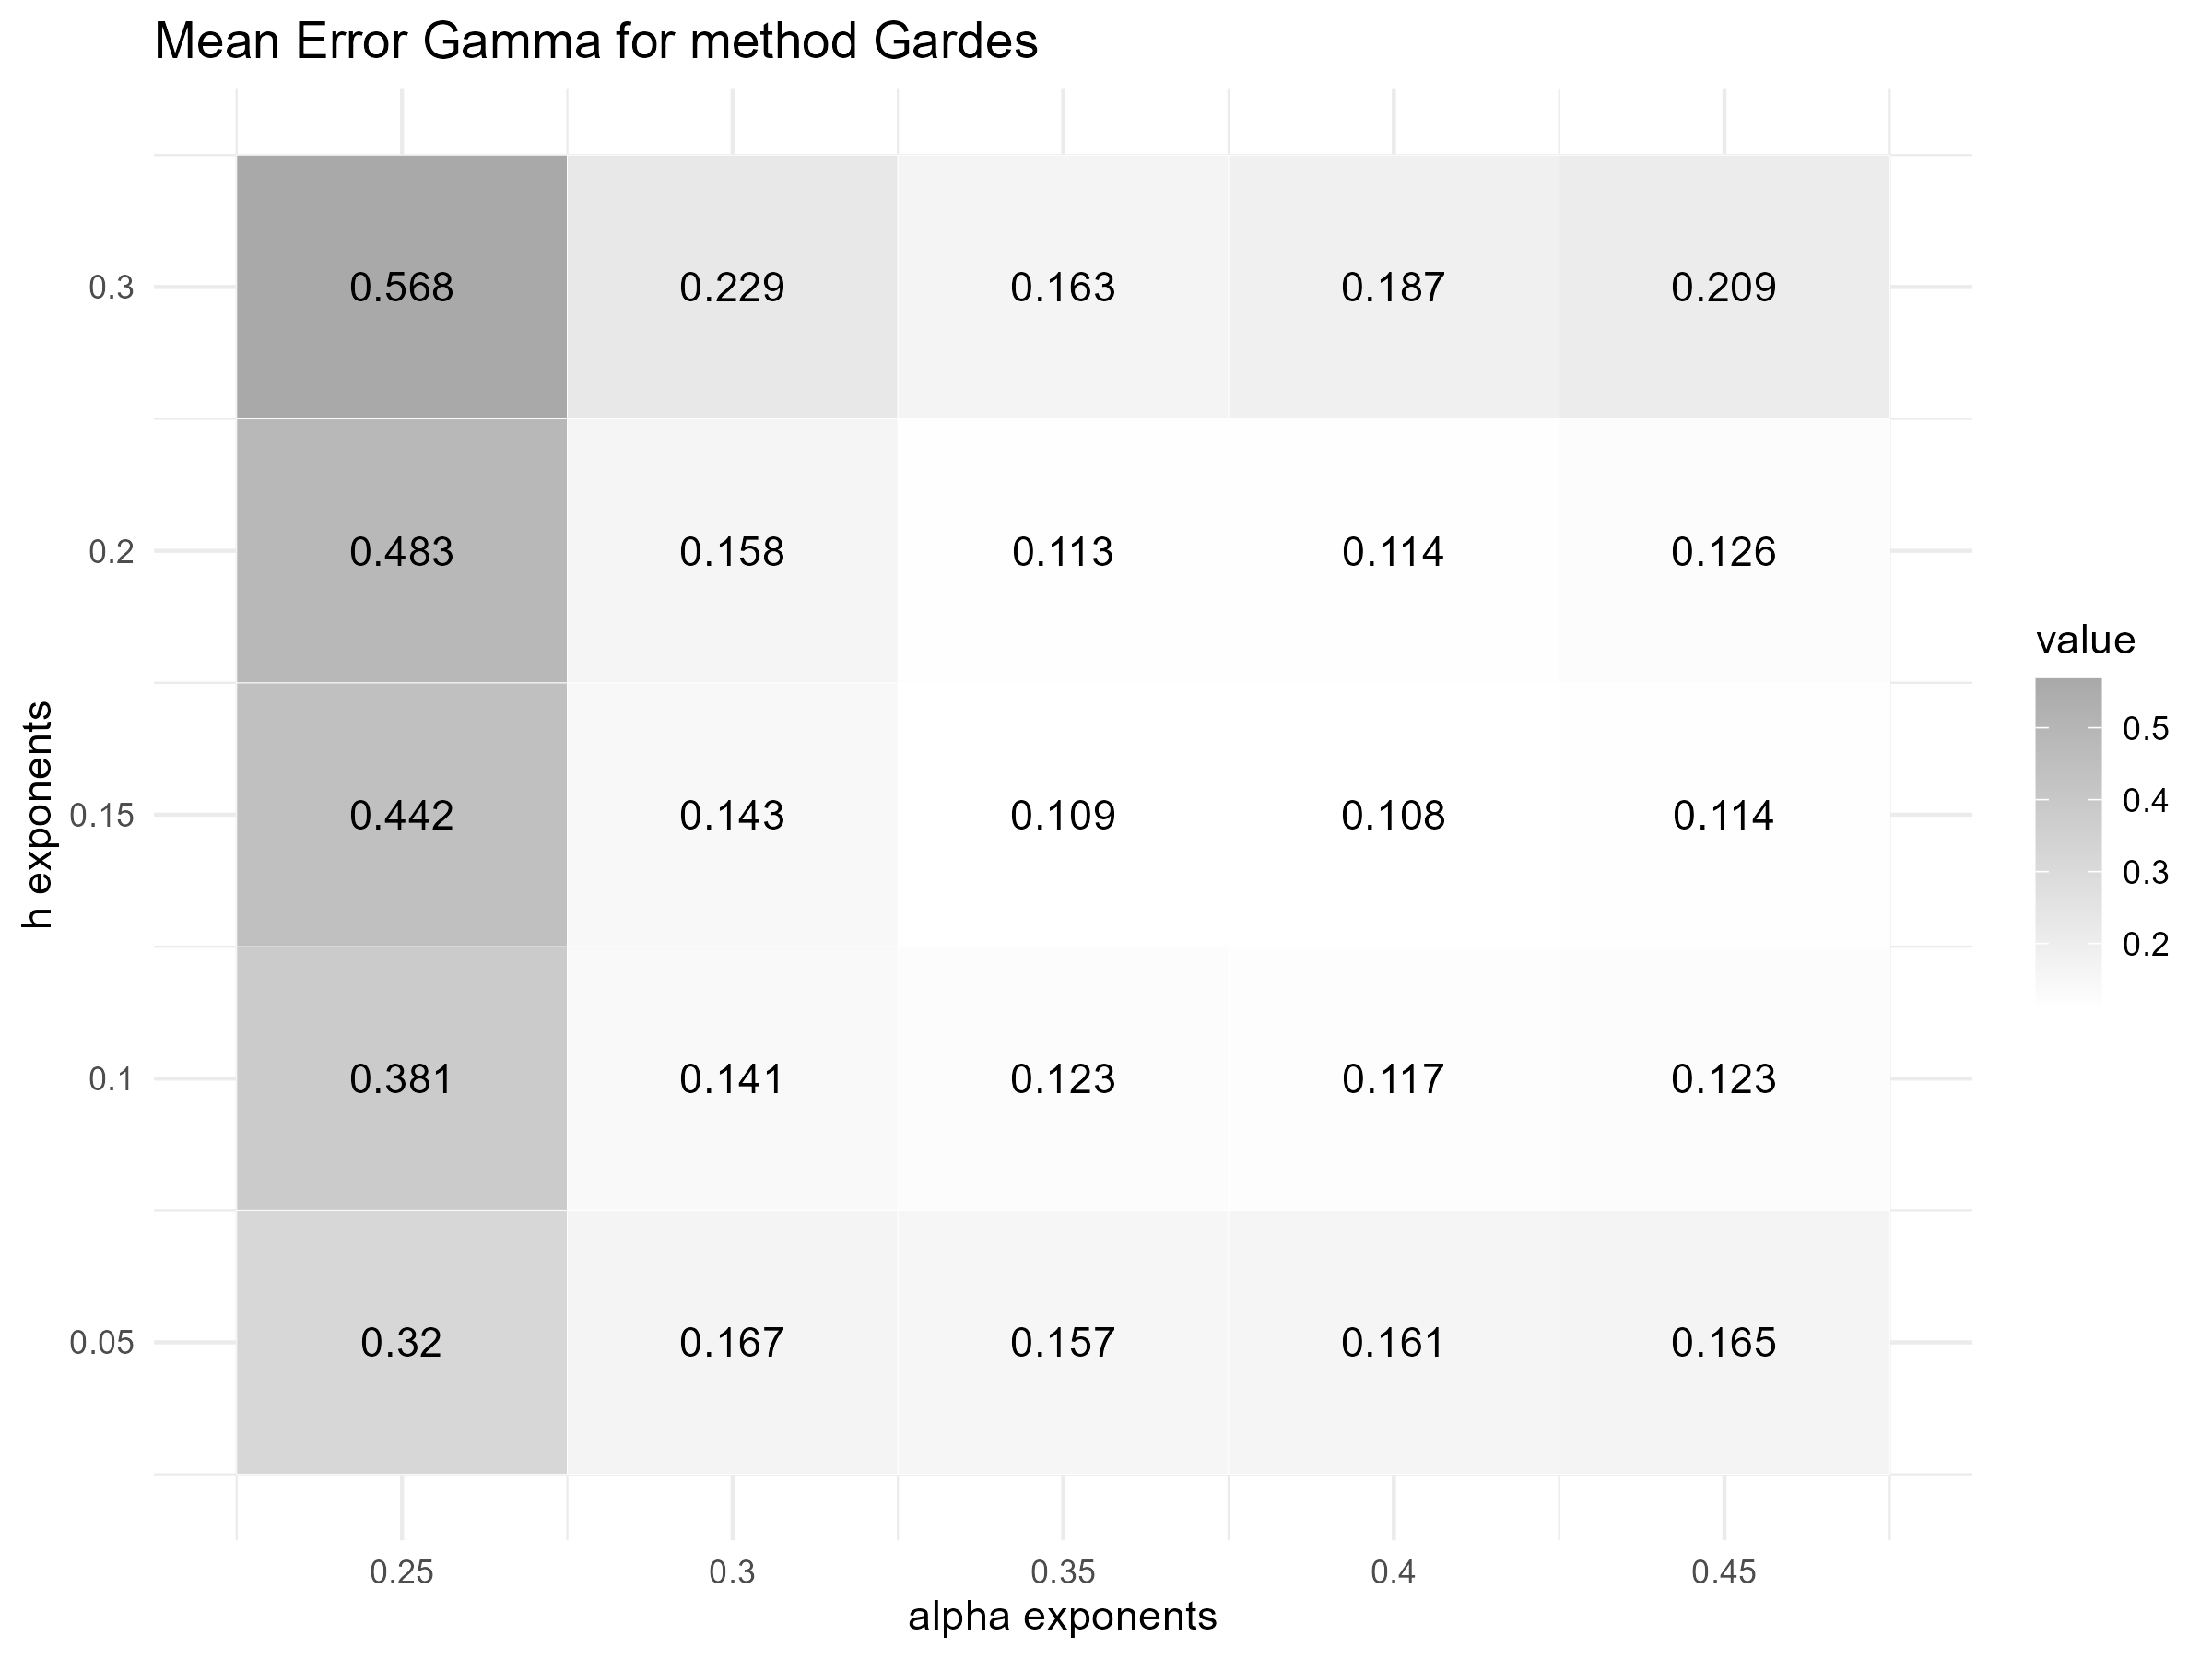 Mean Error Gamma for method Gardes
0.3 0.568 0.229 0.163 0.187 0.209
0.2 0.483 0.158 0.113 0.114 0.126
0.15 0.442 0.143 0.109 0.108 0.114
0.1 0.381 0.141 0.123 0.117 0.123
0.05 0.32 0.167 0.157 0.161 0.165
0.25 0.3 0.35 0.4 0.45
alpha exponents
h exponents
value
0.5
0.4
0.3
0.2